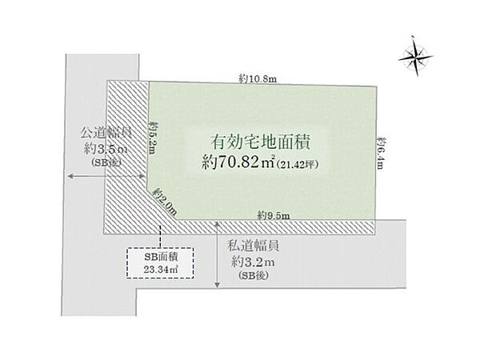 約10.8m
公道幅員
約3.5m
(SB後)
約5.2m
有効宅地面積
約70.82㎡(21.42坪)
約6.4m
約2.0m
約9.5m
SB面積
23.34㎡
私道幅員
約3.2m
(SB後)